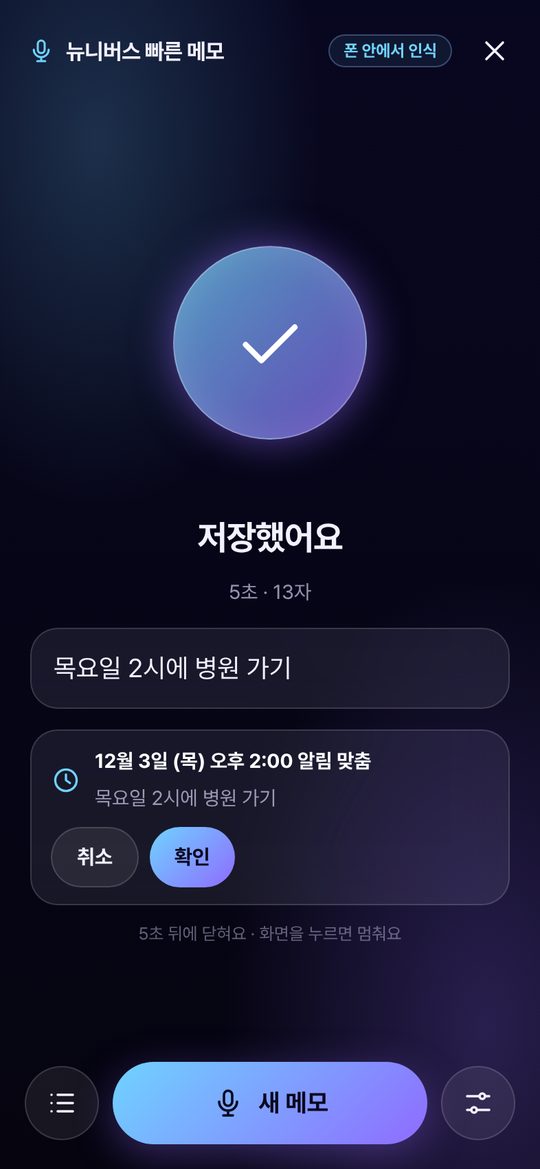 뉴니버스 빠른 메모
폰 안에서 인식
저장했어요
5초 · 13자
목요일 2시에 병원 가기
12월 3일 (목) 오후 2:00 알림 맞춤
목요일 2시에 병원 가기
취소
확인
5초 뒤에 닫혀요 · 화면을 누르면 멈춰요
새 메모